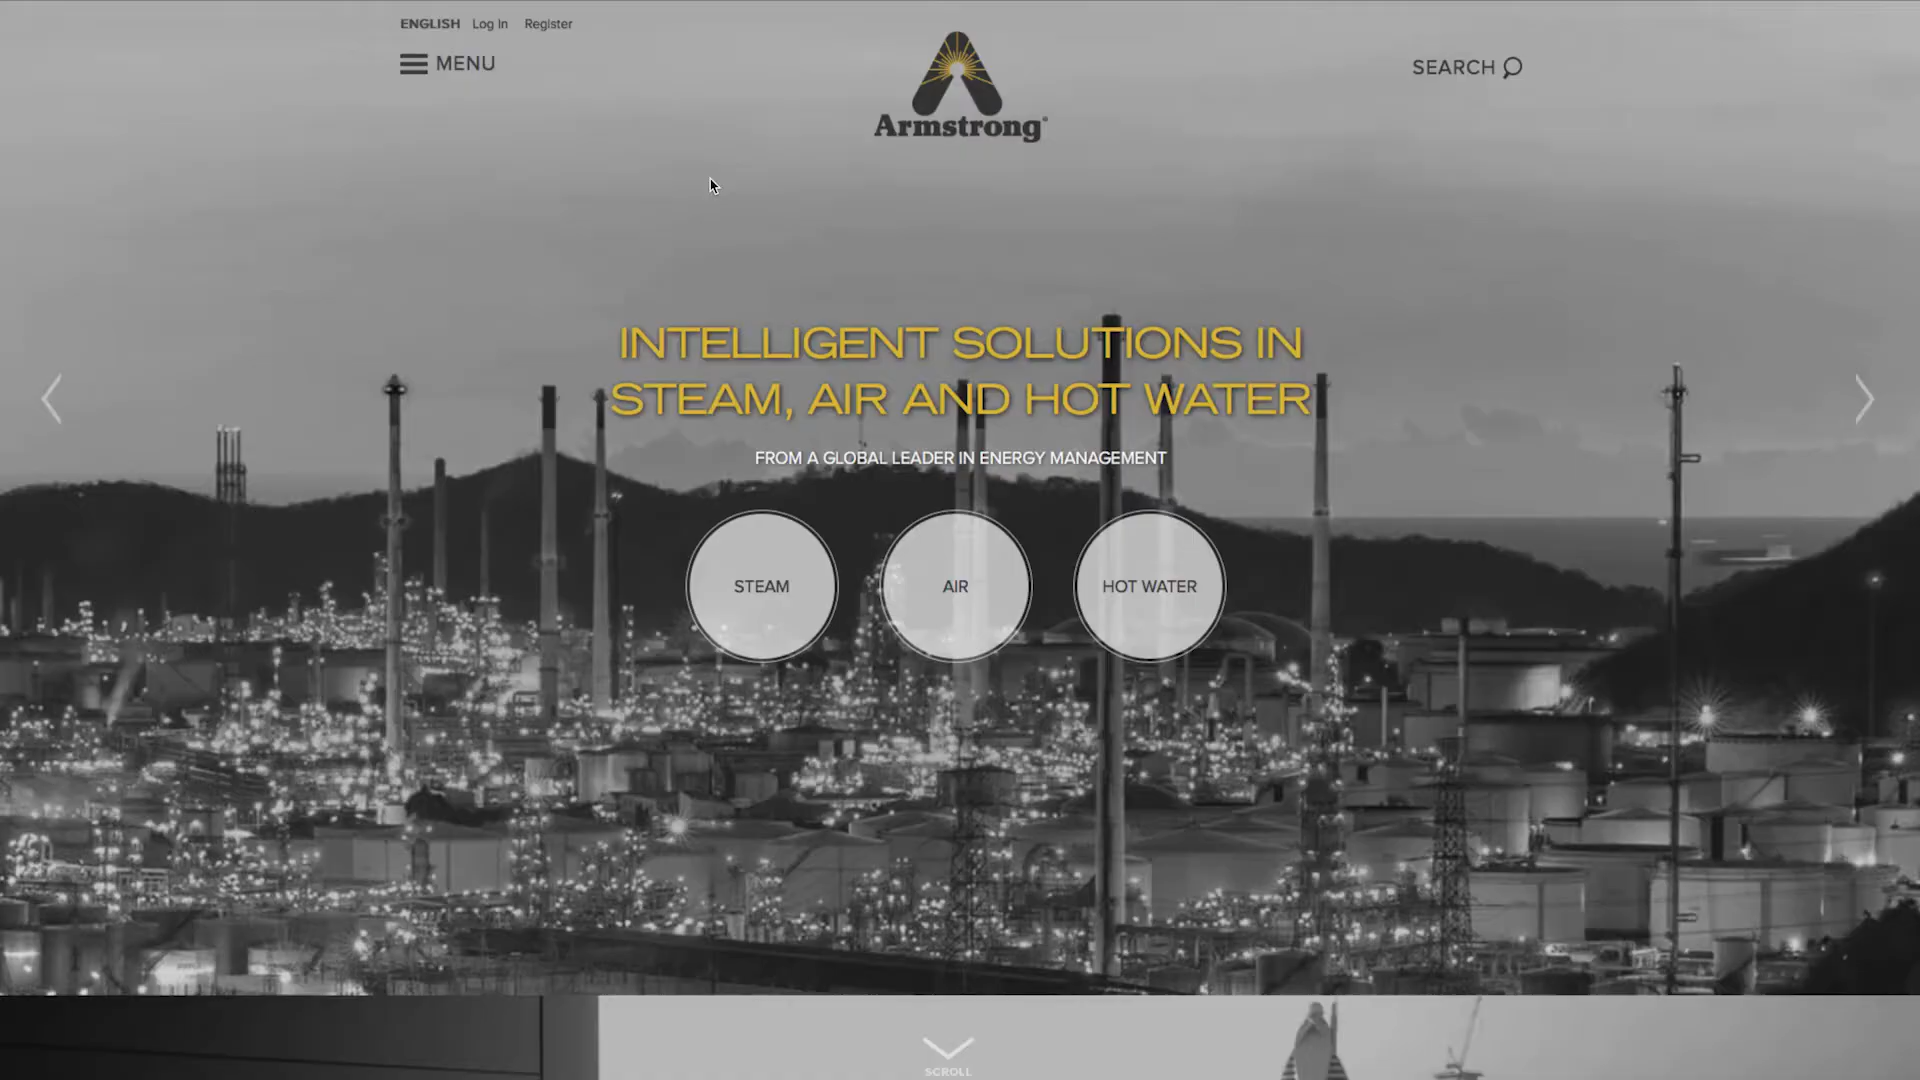 ENGLISH Log In Register
MENU
Armstrong®
SEARCH
INTELLIGENT SOLUTIONS IN
STEAM, AIR AND HOT WATER
FROM A GLOBAL LEADER IN ENERGY MANAGEMENT
STEAM
AIR
HOT WATER
SCROLL